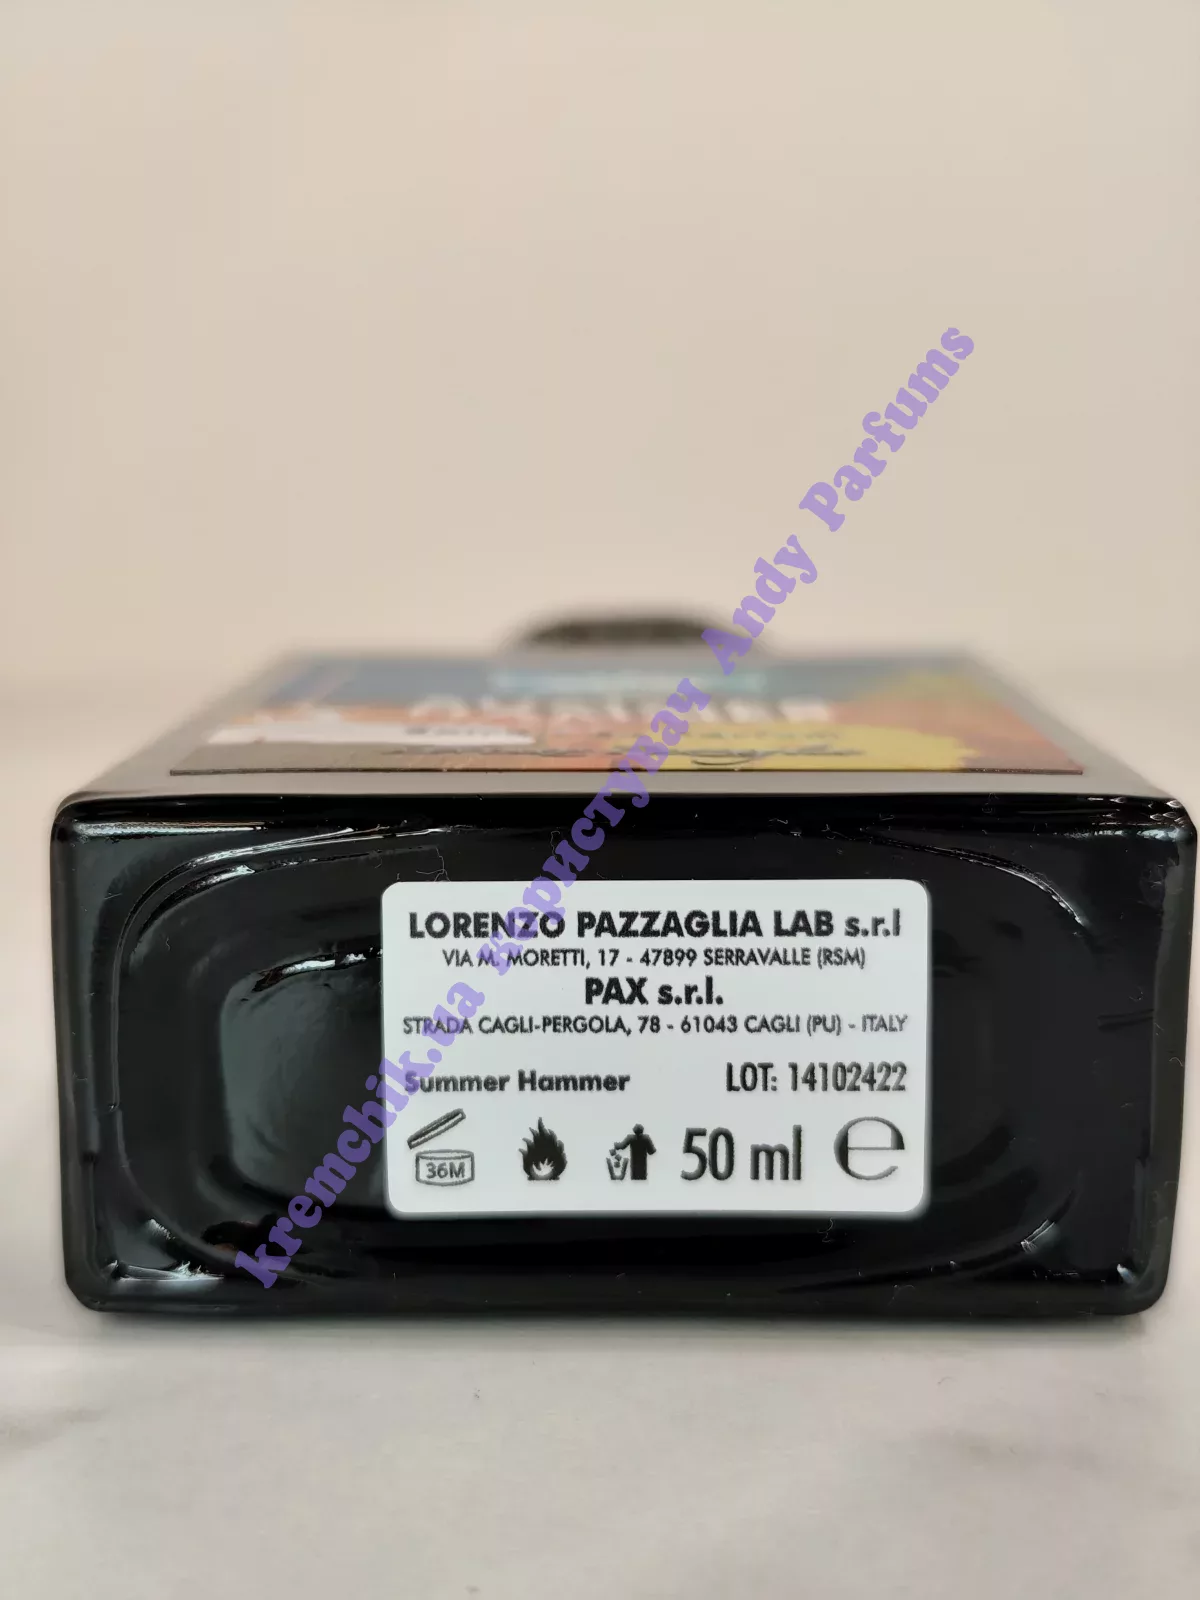 LORENZO PAZZAGLIA LAB s.r.l
VIA M. MORETTI, 17 - 47899 SERRAVALLE (RSM)
PAX s.r.l.
STRADA CAGLI-PERGOLA, 78 - 61043 CAGLI (PU) - ITALY
Summer Hammer
LOT: 14102422
36M
50 ml
℮
kremchik.ua користувач Andy Parfums